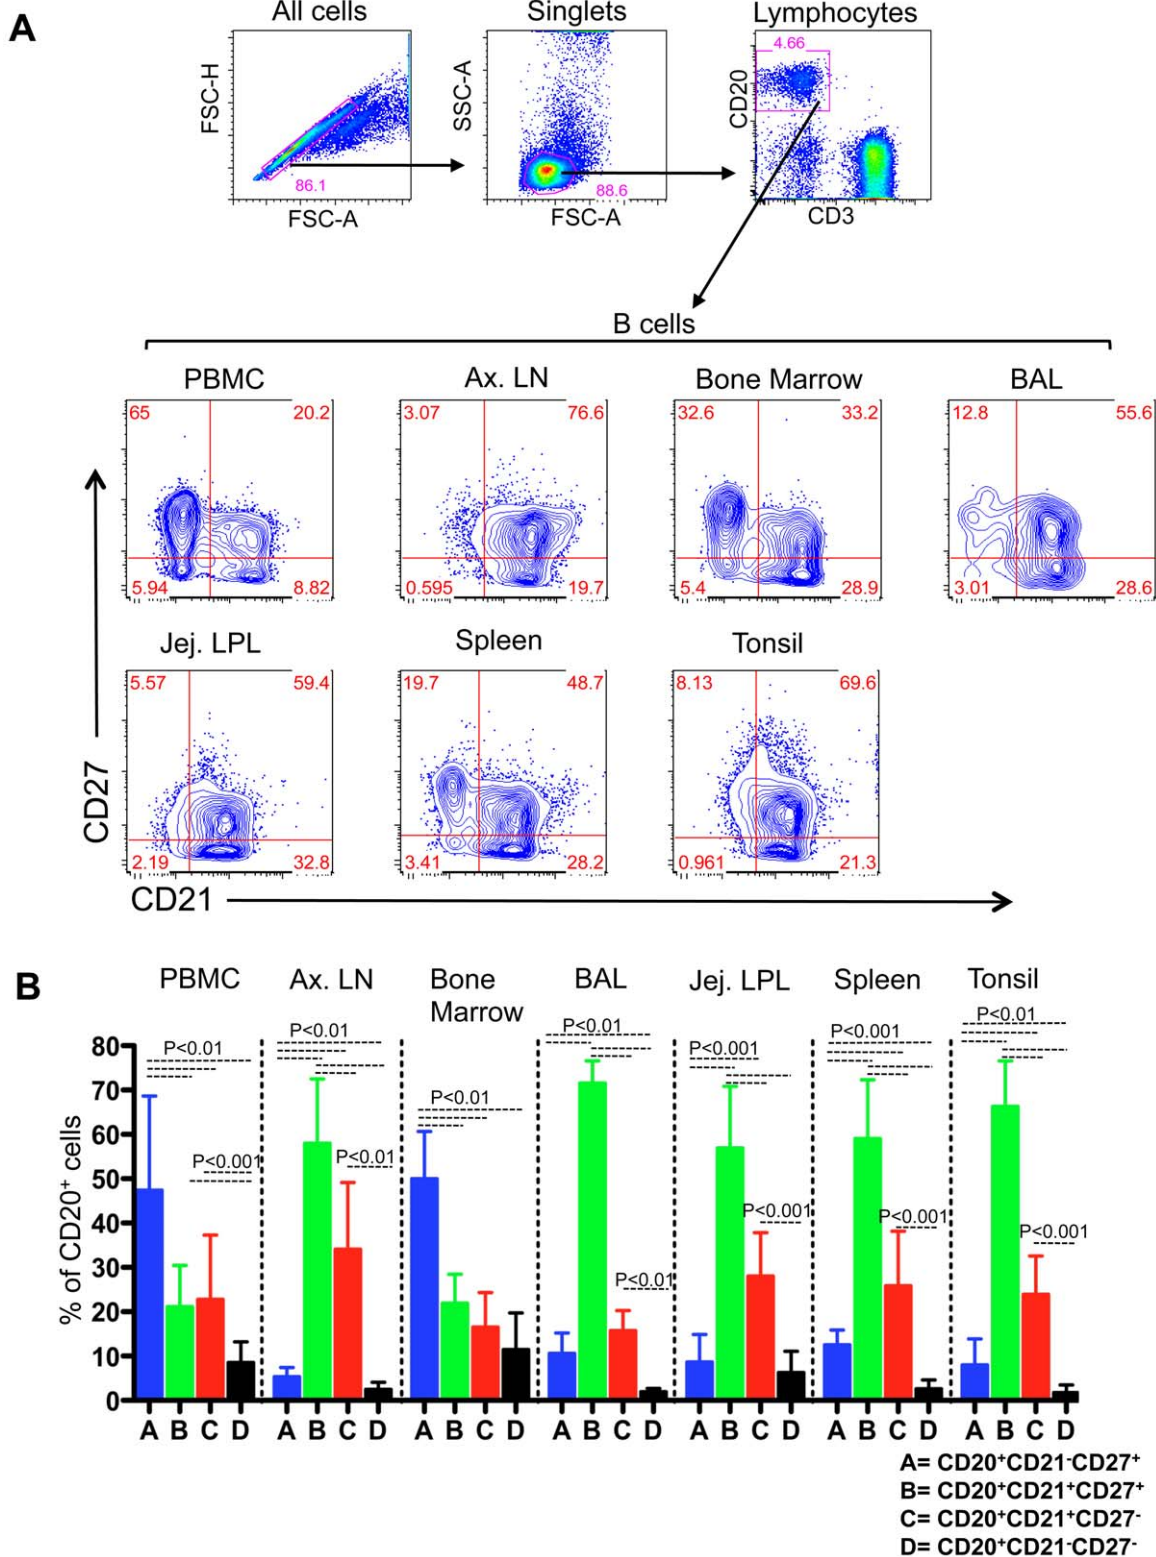 A
All cells
Singlets
Lymphocytes
FSC-H
86.1
FSC-A
SSC-A
88.6
FSC-A
CD20
4.66
CD3
B cells
PBMC
Ax. LN
Bone Marrow
BAL
65
20.2
3.07
76.6
32.6
33.2
12.8
55.6
5.94
8.82
0.595
19.7
5.4
28.9
3.01
28.6
Jej. LPL
Spleen
Tonsil
5.57
59.4
19.7
48.7
8.13
69.6
2.19
32.8
3.41
28.2
0.961
21.3
CD27
CD21
B
PBMC
Ax. LN
Bone
Marrow
BAL
Jej. LPL
Spleen
Tonsil
% of CD20⁺ cells
80
70
60
50
40
30
20
10
0
P<0.01
P<0.001
P<0.01
P<0.01
P<0.01
P<0.01
P<0.01
P<0.001
P<0.001
P<0.001
P<0.001
P<0.01
P<0.001
A B C D
A B C D
A B C D
A B C D
A B C D
A B C D
A B C D
A= CD20⁺CD21⁻CD27⁺
B= CD20⁺CD21⁺CD27⁺
C= CD20⁺CD21⁺CD27⁻
D= CD20⁺CD21⁻CD27⁻